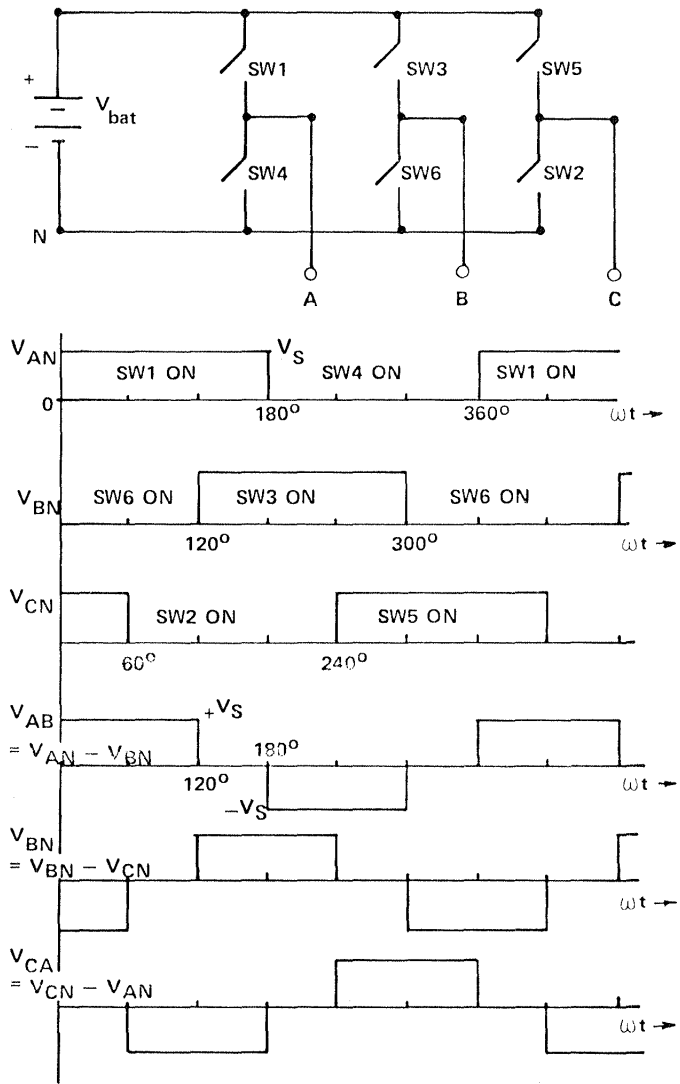 SW1 SW3 SW5
+
V_bat
−
−
SW4 SW6 SW2
N
A B C
V_AN V_S
SW1 ON SW4 ON SW1 ON
0 180° 360° ωt →
V_BN SW6 ON SW3 ON SW6 ON
120° 300° ωt →
V_CN SW2 ON SW5 ON
60° 240°
V_AB +V_S
= V_AN − V_BN 180°
120° ωt →
−V_S
V_BN
= V_BN − V_CN
ωt →
V_CA
= V_CN − V_AN
ωt →